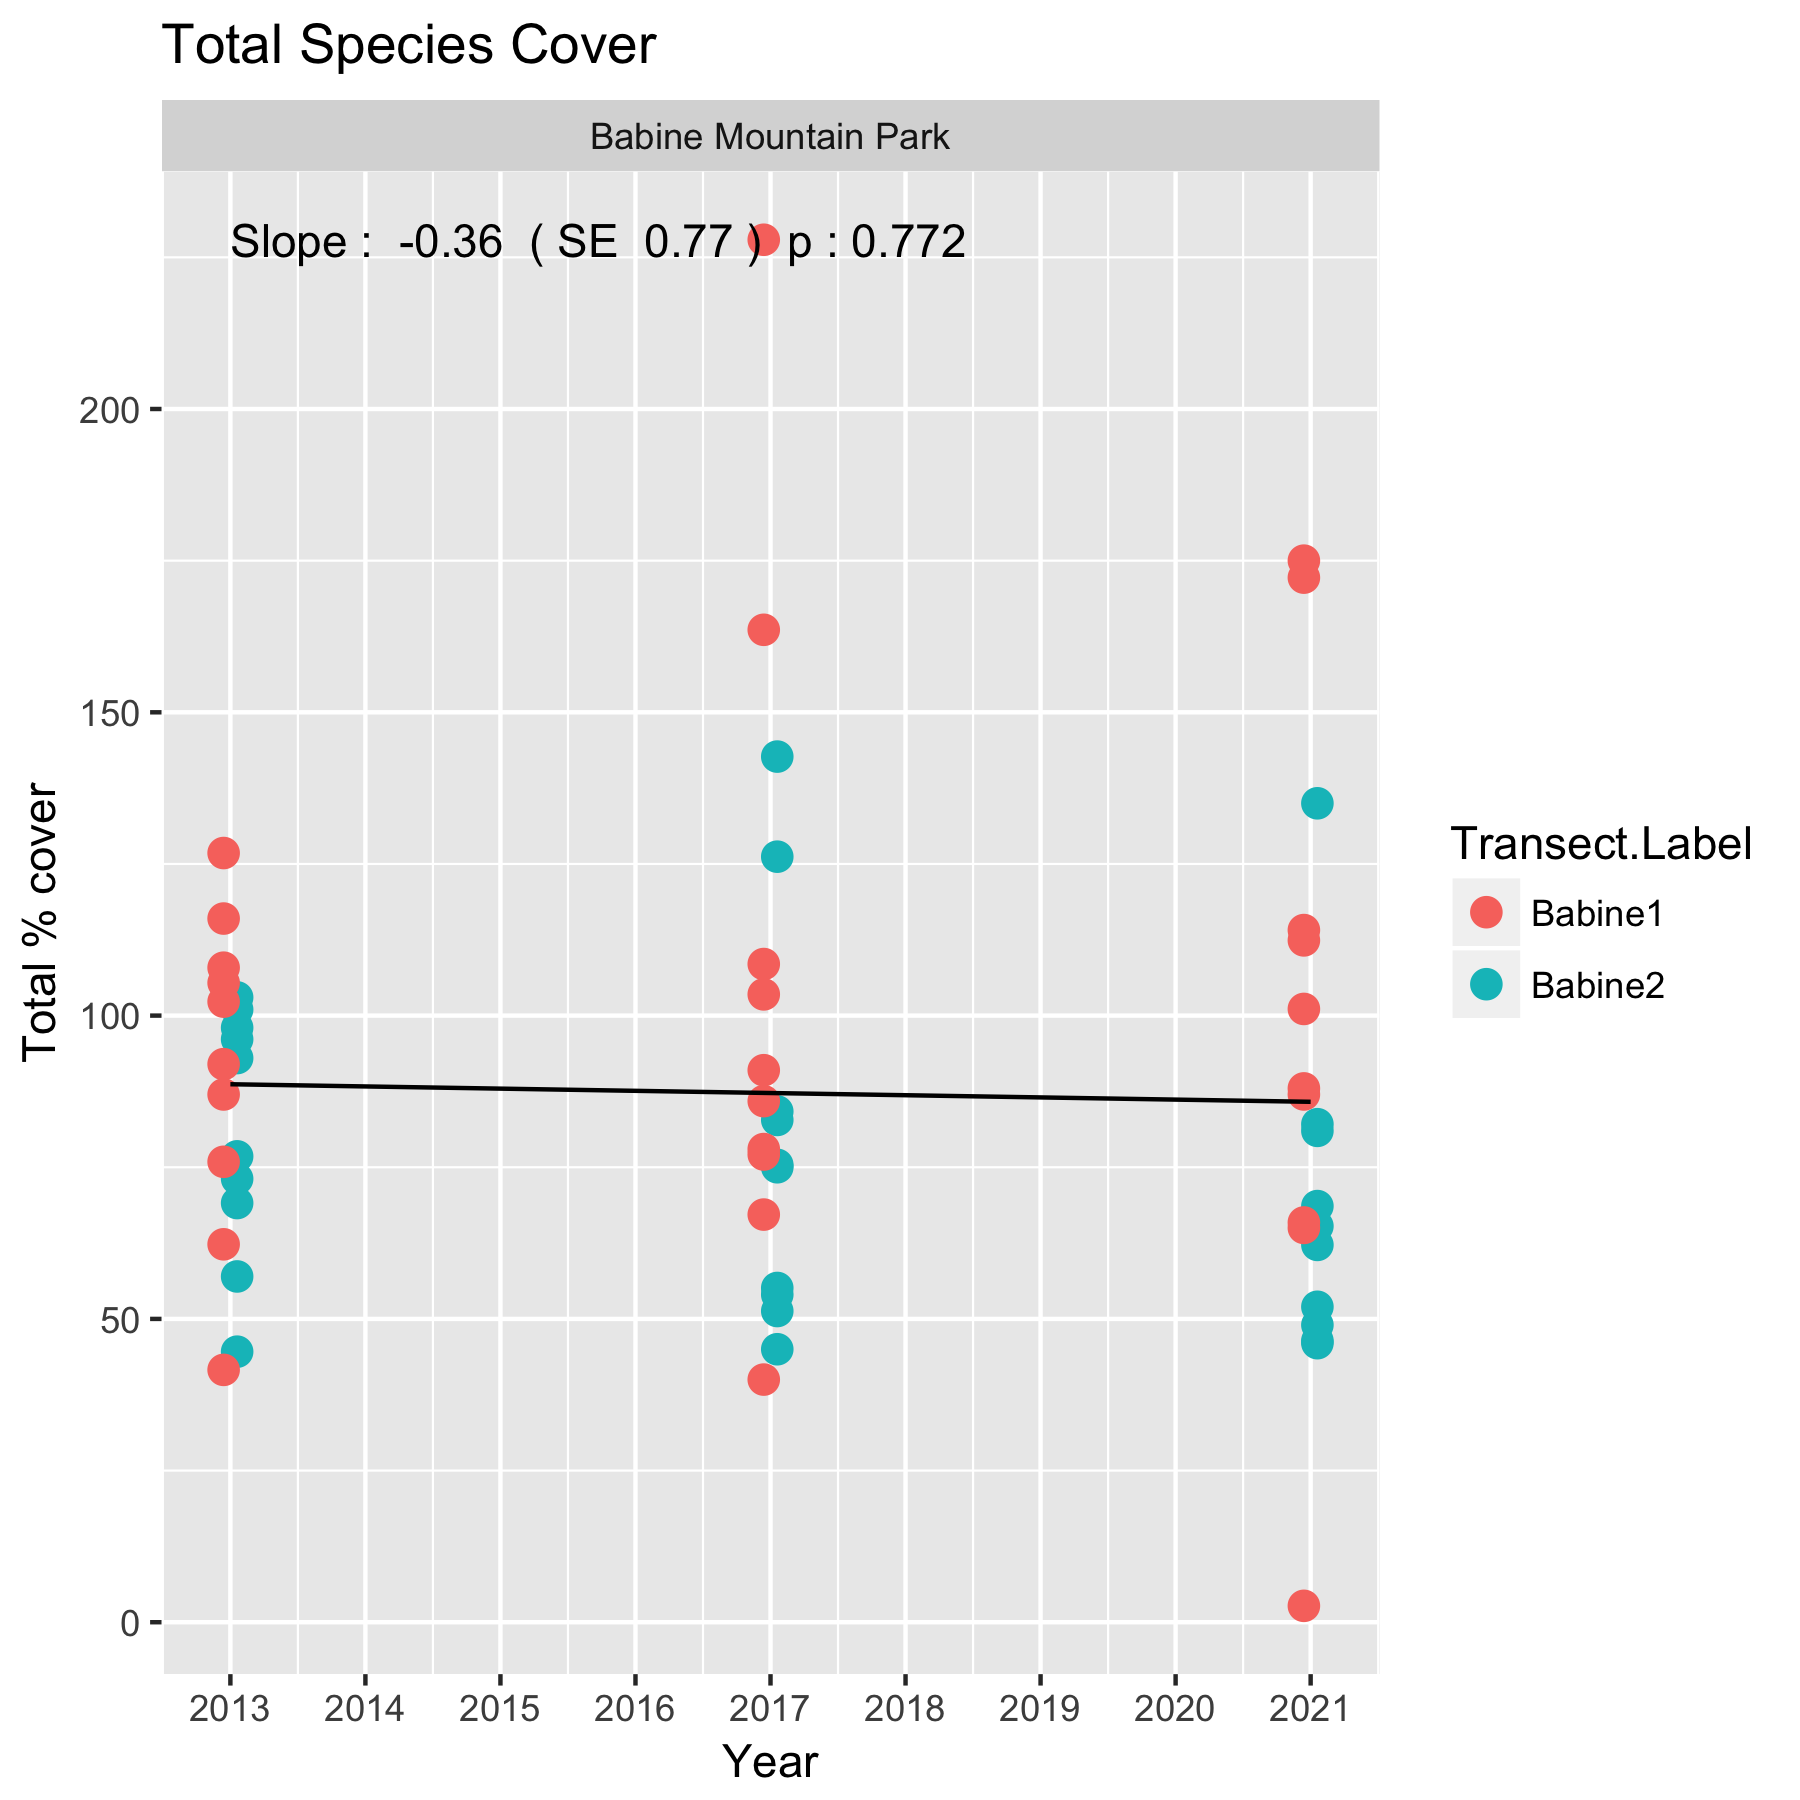 Total Species Cover
Babine Mountain Park
Slope : -0.36 ( SE 0.77 ) p : 0.772
200
150
100
50
0
Total % cover
2013 2014 2015 2016 2017 2018 2019 2020 2021
Year
Transect.Label
Babine1
Babine2